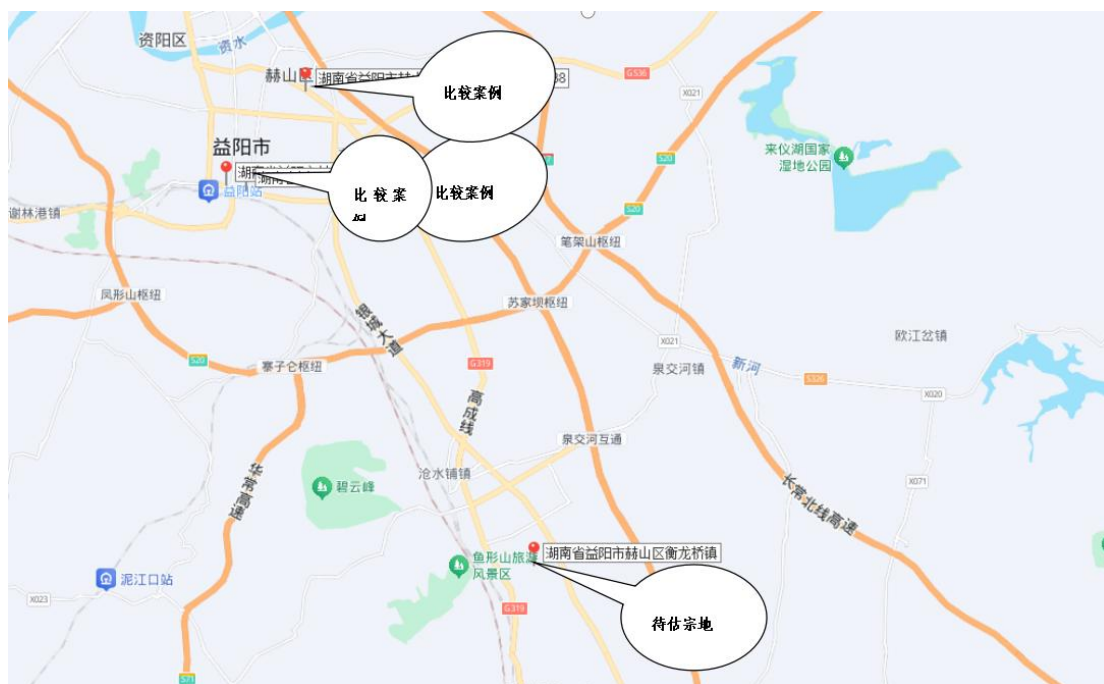 资阳区
资水
G536
赫山区
湖南省益阳市赫
38
比较案例
X021
S20
来仪湖国家
湿地公园
益阳市
益阳站
比较案
比较案例
谢林港镇
S20
笔架山枢纽
凤形山枢纽
苏家坝枢纽
银城大道
X021
欧江岔镇
S20
寨子仑枢纽
G319
泉交河镇
新河
S326
X020
高成线
泉交河互通
沧水铺镇
华常高速
碧云峰
X071
长常北线高速
鱼形山旅游
风景区
湖南省益阳市赫山区衡龙桥镇
泥江口站
X023
G319
待估宗地
S71